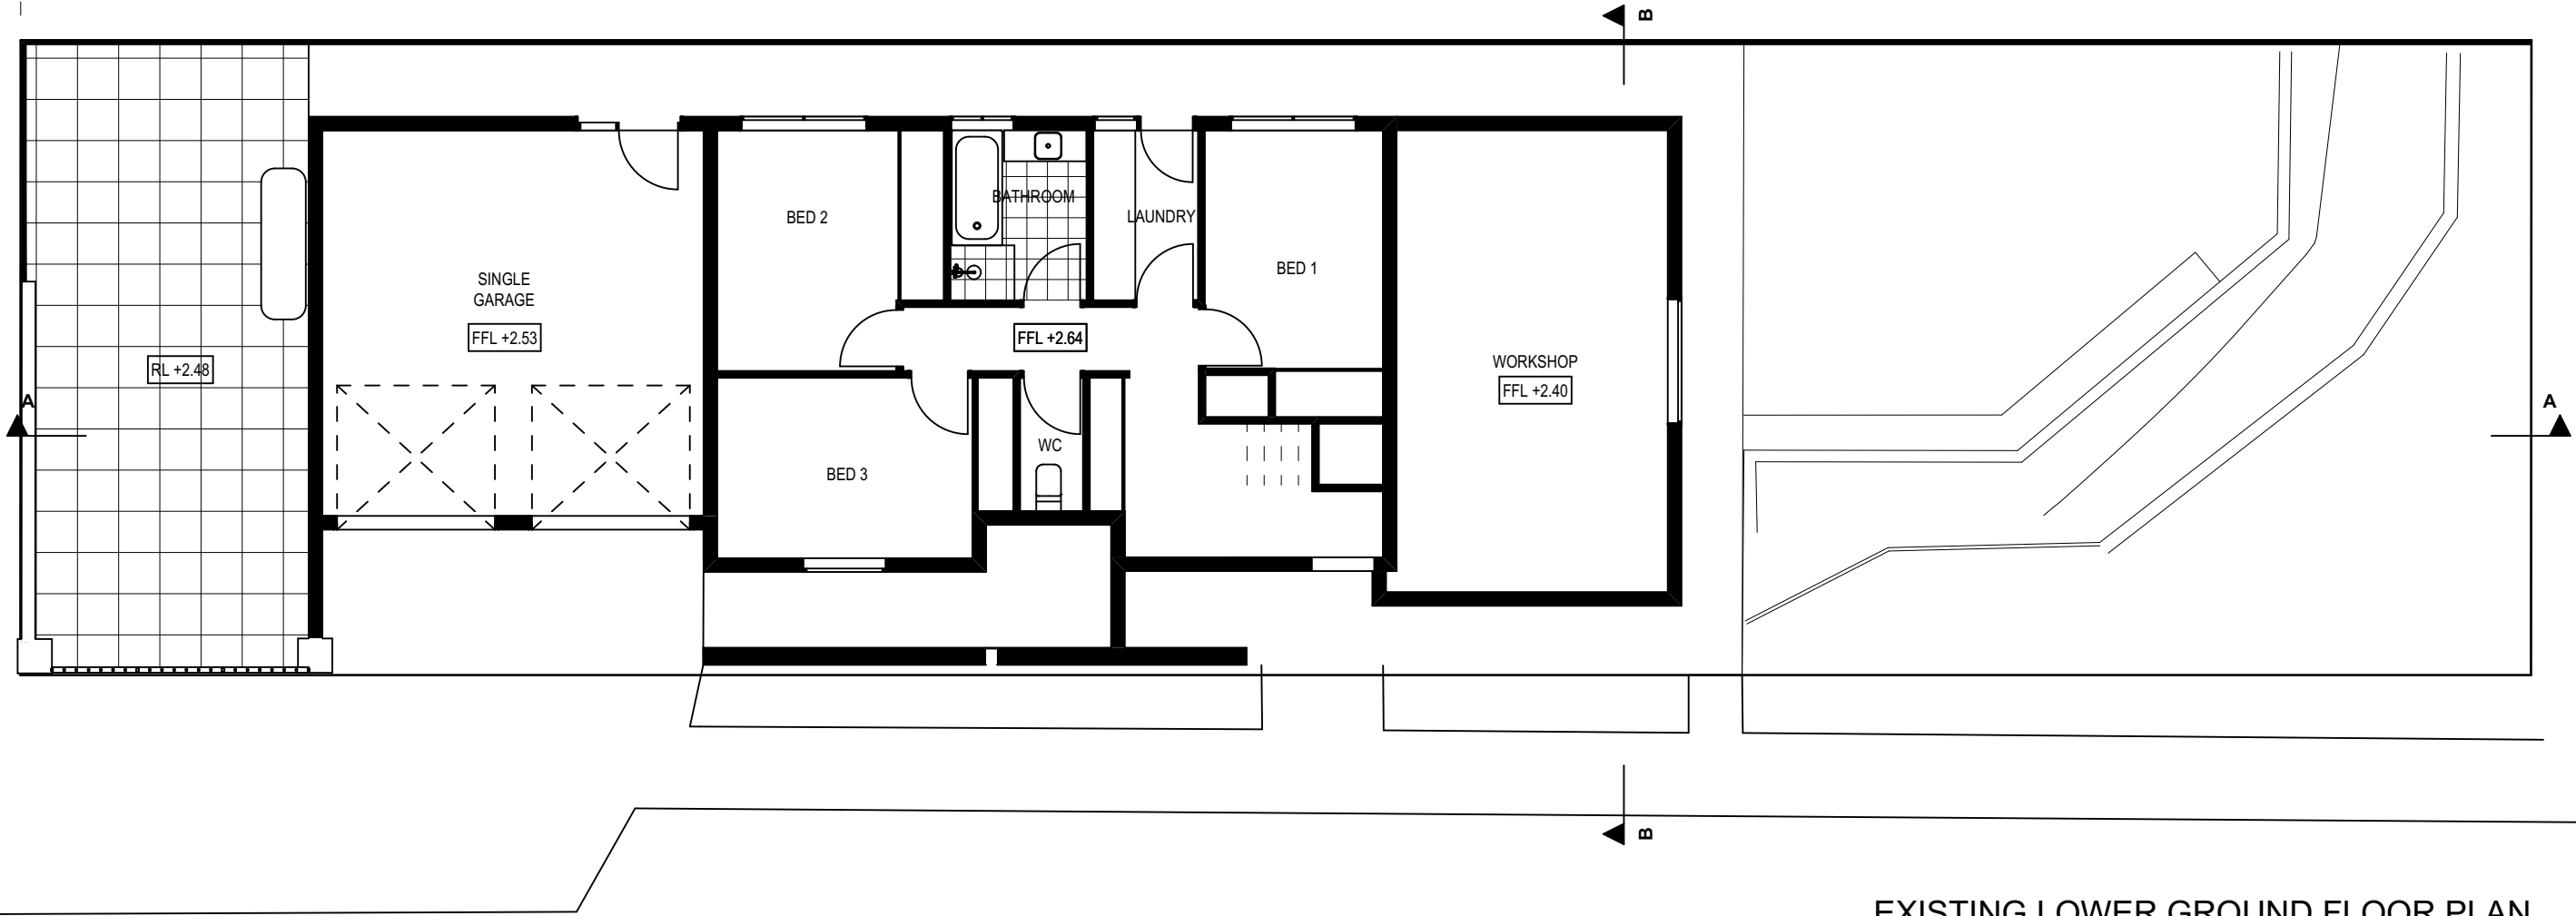 B
BATHROOM
BED 2
LAUNDRY
BED 1
SINGLE
GARAGE
FFL +2.53
FFL +2.64
RL +2.48
WORKSHOP
FFL +2.40
A
A
WC
BED 3
B
EXISTING LOWER GROUND FLOOR PLAN